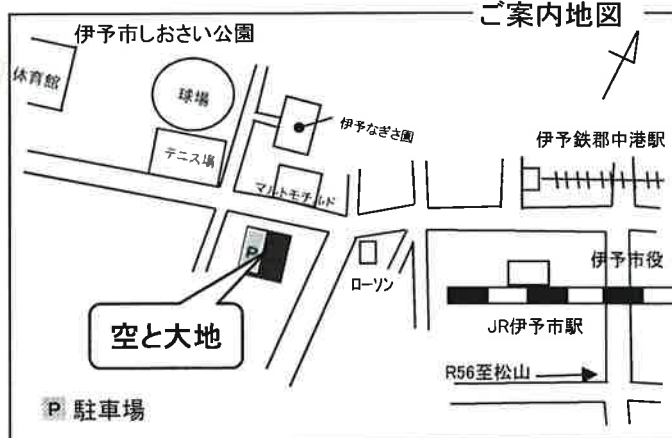 ご案内地図
伊予市しおさい公園
体育館
球場
テニス場
伊予なぎさ園
マルトモチルド
伊予鉄郡中港駅
P
ローソン
空と大地
伊予市役
JR伊予市駅
R56至松山
P 駐車場